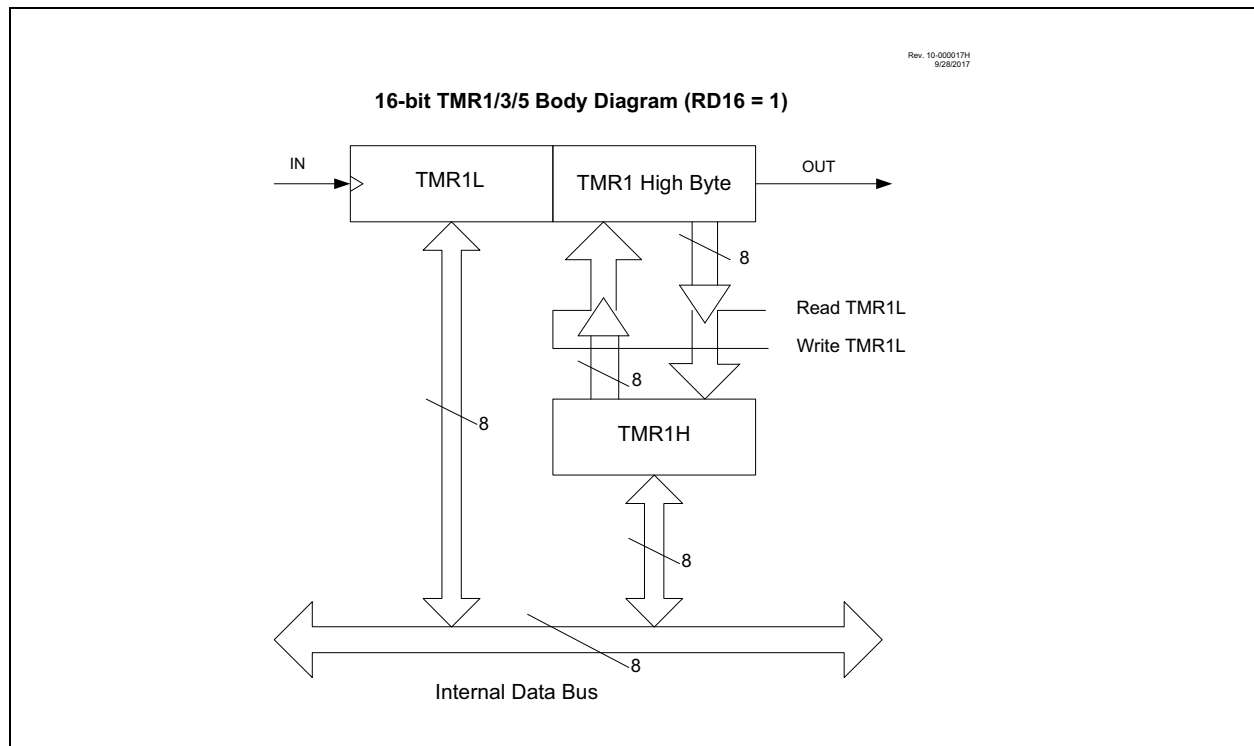 Rev. 10-000017H
9/28/2017
16-bit TMR1/3/5 Body Diagram (RD16 = 1)
IN
TMR1L
TMR1 High Byte
OUT
8
Read TMR1L
Write TMR1L
8
8
TMR1H
8
8
Internal Data Bus